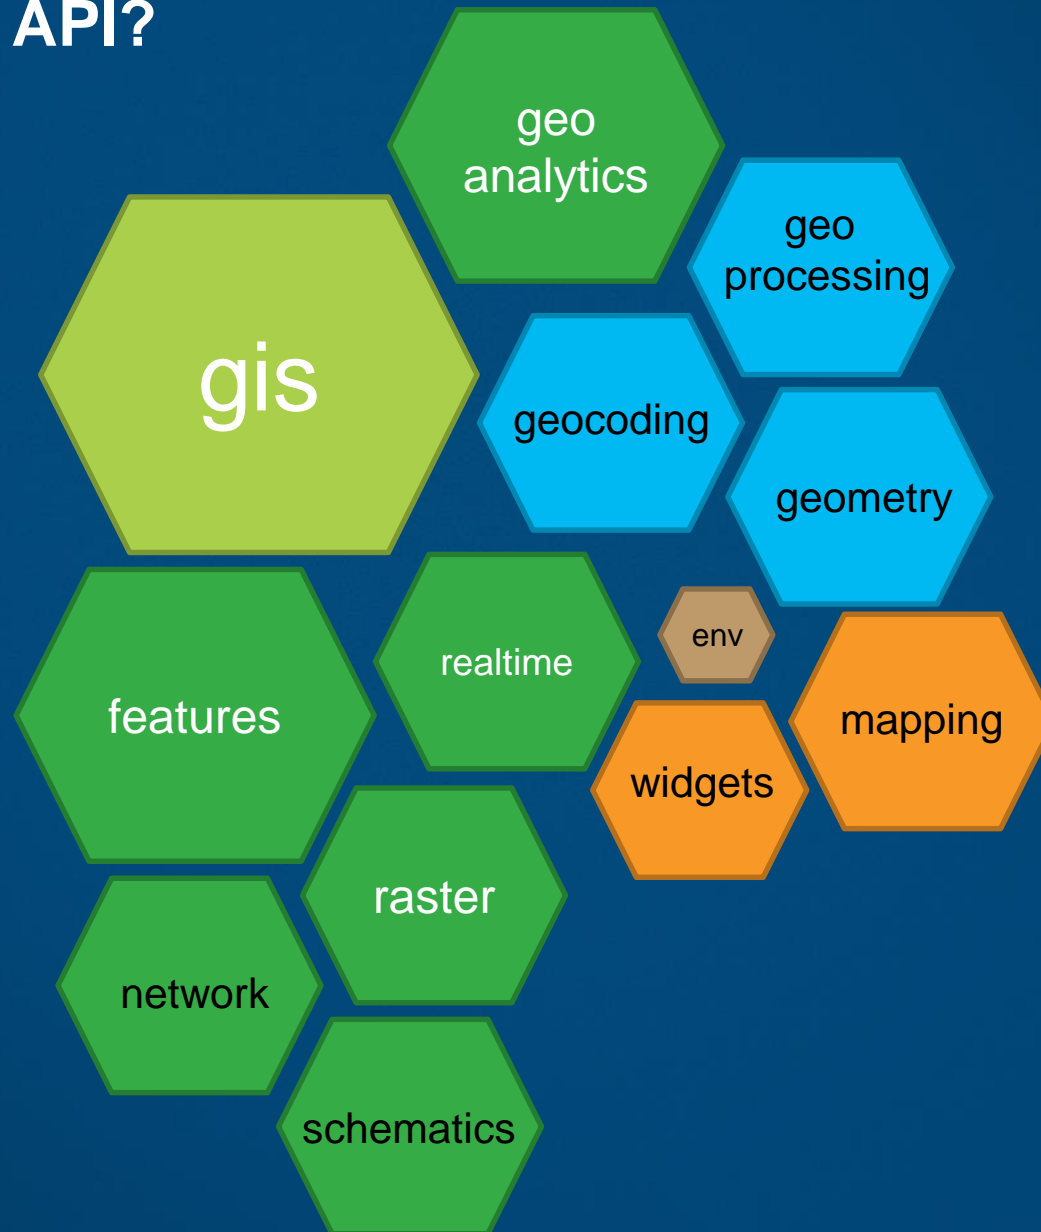 API?
geo
analytics
geo
processing
gis
geocoding
geometry
env
realtime
features
mapping
widgets
raster
network
schematics